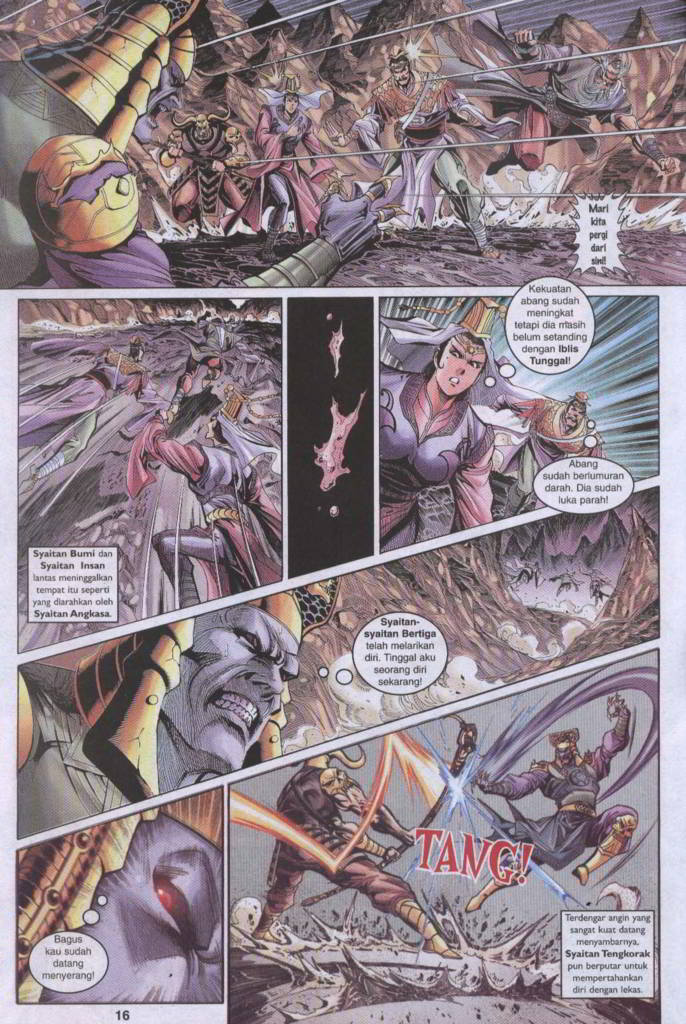 Mari
kita
pergi
dari
sini!
Kekuatan
abang sudah
meningkat
tetapi dia masih
belum setanding
dengan Iblis
Tunggal!
Abang
sudah berlumuran
darah. Dia sudah
luka parah!
Syaitan Bumi dan
Syaitan Insan
lantas meninggalkan
tempat itu seperti
yang diarahkan oleh
Syaitan Angkasa.
Syaitan-
syaitan Bertiga
telah melarikan
diri. Tinggal aku
seorang diri
sekarang!
TANG!
Bagus
kau sudah
datang
menyerang!
Terdengar angin yang
sangat kuat datang
menyambarnya,
Syaitan Tengkorak
pun berputar untuk
mempertahankan
diri dengan lekas.
16